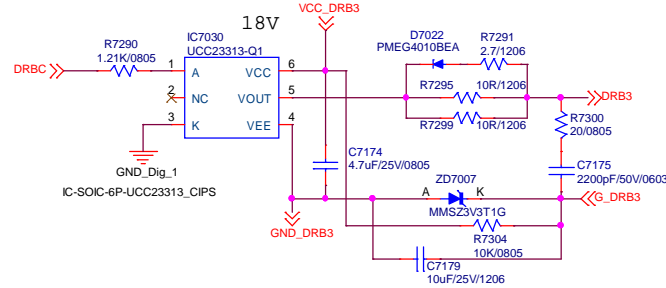 18V
VCC_DRB3
IC7030
UCC23313-Q1
R7290
1.21K/0805
DRBC
1
A
VCC
6
2
NC
VOUT
5
3
K
VEE
4
GND_Dig_1
IC-SOIC-6P-UCC23313_CIPS
D7022
PMEG4010BEA
R7291
2.7/1206
R7295
10R/1206
R7299
10R/1206
DRB3
R7300
20/0805
C7174
4.7uF/25V/0805
C7175
2200pF/50V/0603
ZD7007
A
K
MMSZ3V3T1G
G_DRB3
GND_DRB3
R7304
10K/0805
C7179
10uF/25V/1206